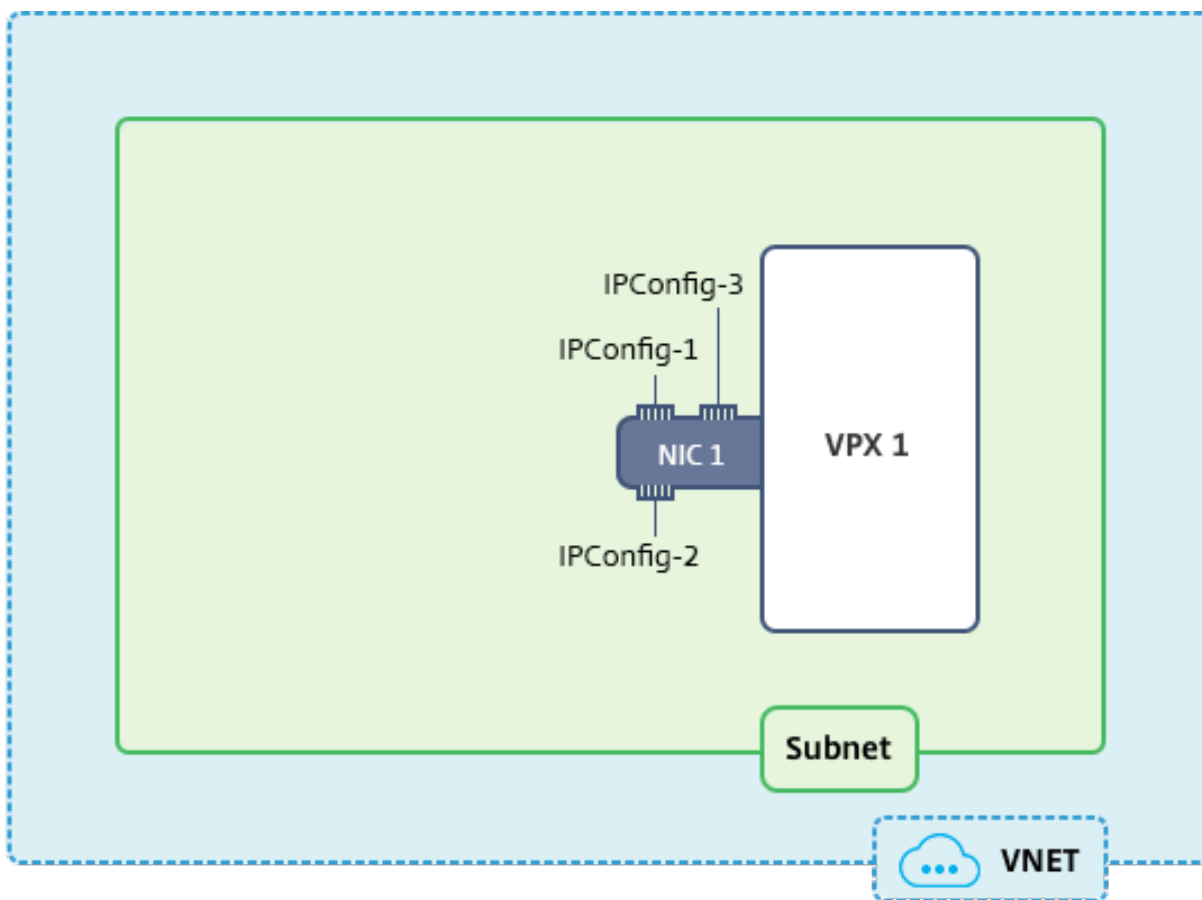 IPConfig-3
IPConfig-1
NIC 1
VPX 1
IPConfig-2
Subnet
VNET